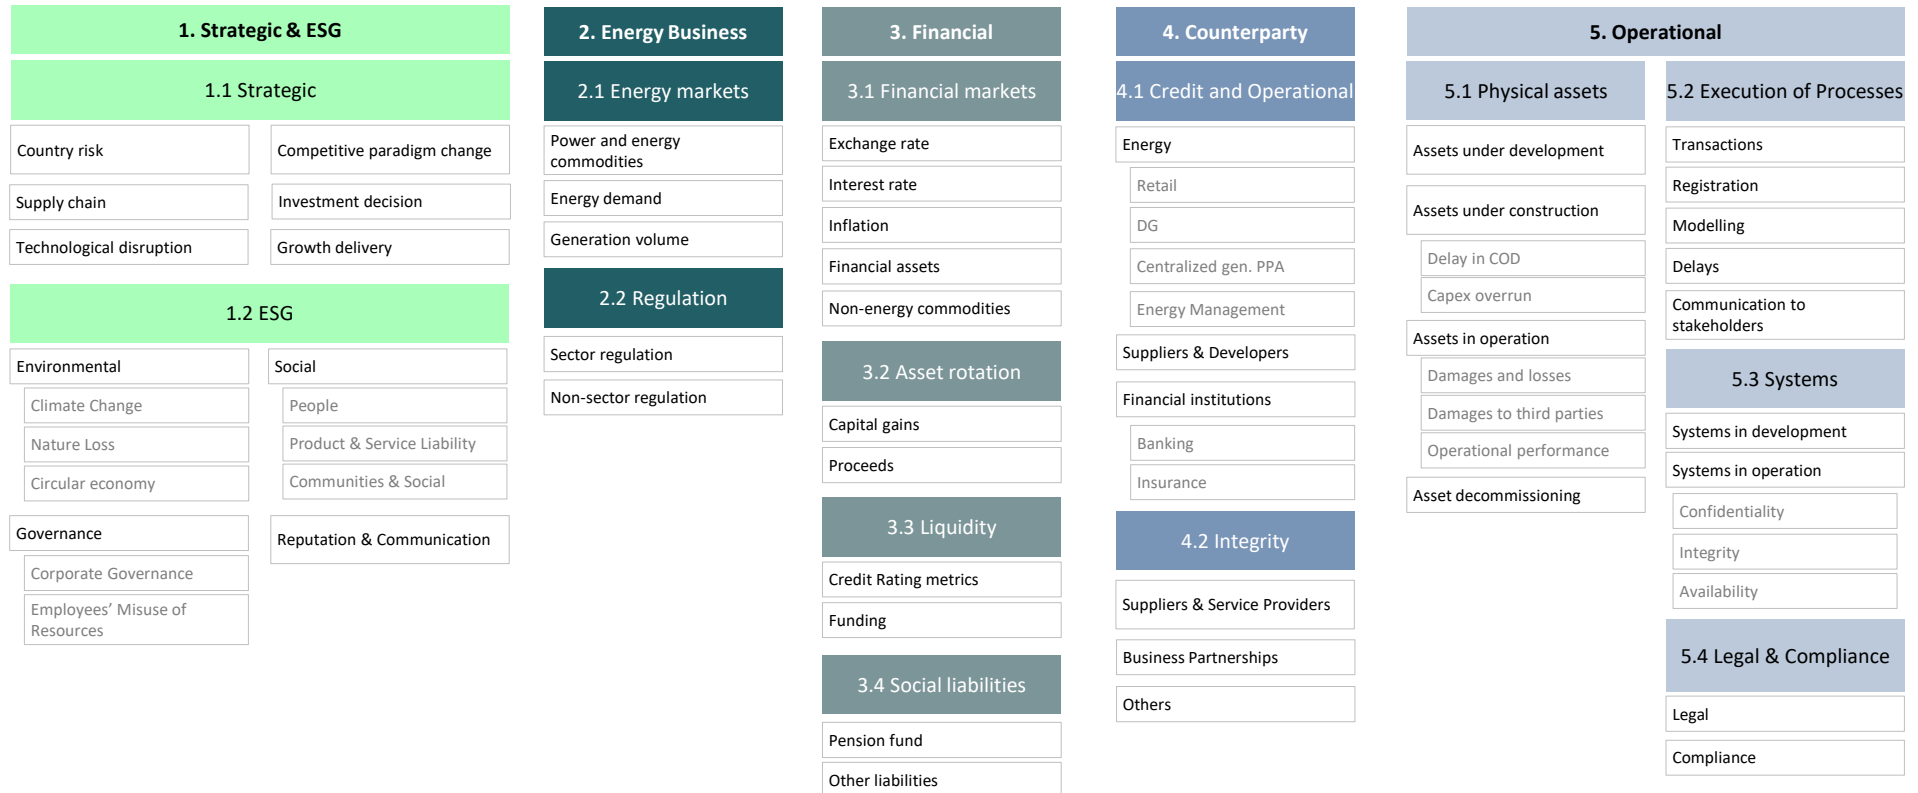 1. Strategic & ESG
1.1 Strategic
Country risk
Competitive paradigm change
Supply chain
Investment decision
Technological disruption
Growth delivery
1.2 ESG
Environmental
Climate Change
Nature Loss
Circular economy
Governance
Corporate Governance
Employees’ Misuse of
Resources
Social
People
Product & Service Liability
Communities & Social
Reputation & Communication
2. Energy Business
2.1 Energy markets
Power and energy
commodities
Energy demand
Generation volume
2.2 Regulation
Sector regulation
Non-sector regulation
3. Financial
3.1 Financial markets
Exchange rate
Interest rate
Inflation
Financial assets
Non-energy commodities
3.2 Asset rotation
Capital gains
Proceeds
3.3 Liquidity
Credit Rating metrics
Funding
3.4 Social liabilities
Pension fund
Other liabilities
4. Counterparty
4.1 Credit and Operational
Energy
Retail
DG
Centralized gen. PPA
Energy Management
Suppliers & Developers
Financial institutions
Banking
Insurance
4.2 Integrity
Suppliers & Service Providers
Business Partnerships
Others
5. Operational
5.1 Physical assets
Assets under development
Assets under construction
Delay in COD
Capex overrun
Assets in operation
Damages and losses
Damages to third parties
Operational performance
Asset decommissioning
5.2 Execution of Processes
Transactions
Registration
Modelling
Delays
Communication to
stakeholders
5.3 Systems
Systems in development
Systems in operation
Confidentiality
Integrity
Availability
5.4 Legal & Compliance
Legal
Compliance